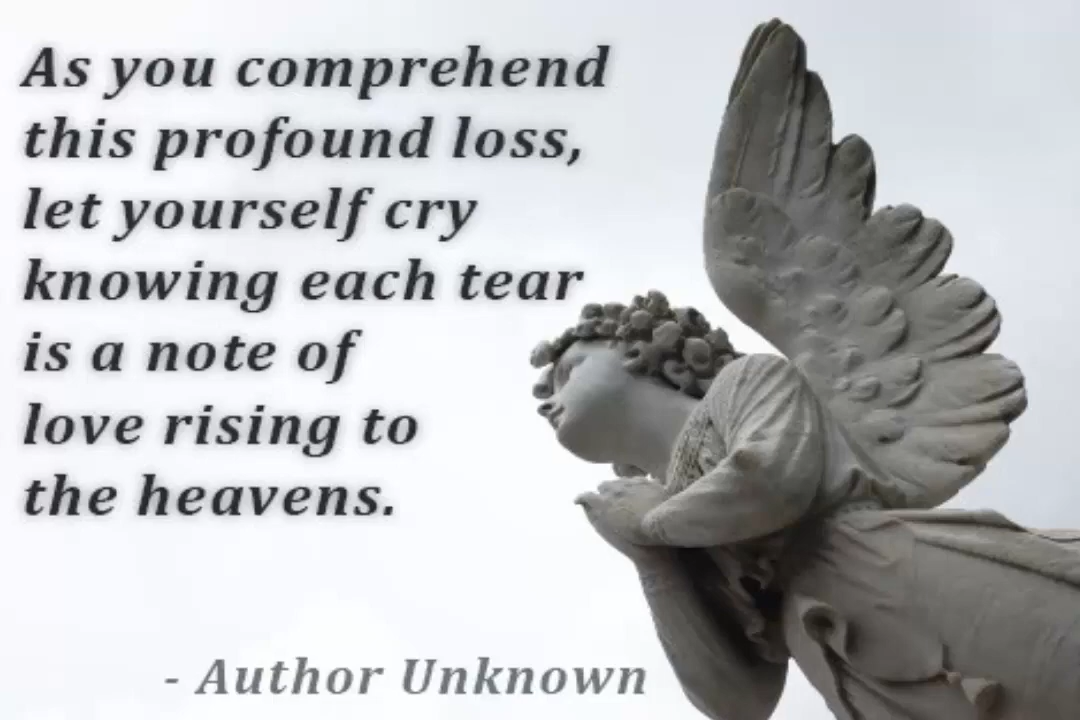 As you comprehend
this profound loss,
let yourself cry
knowing each tear
is a note of
love rising to
the heavens.
- Author Unknown